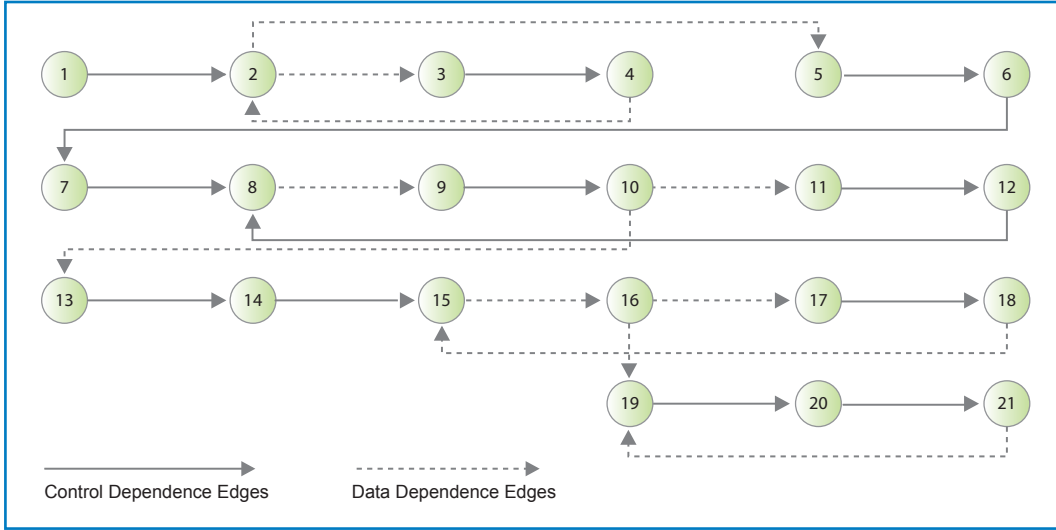 1 2 3 4 5 6
7 8 9 10 11 12
13 14 15 16 17 18
19 20 21
Control Dependence Edges
Data Dependence Edges